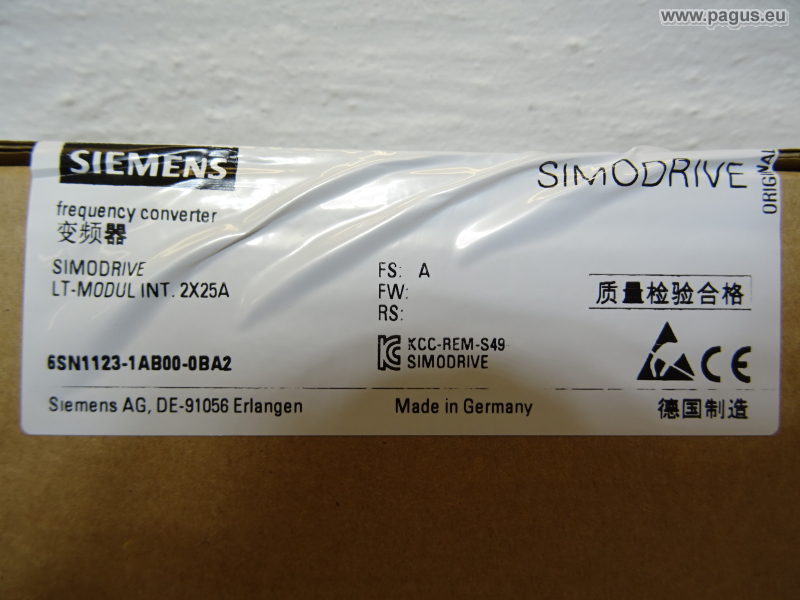 www.pagus.eu
SIEMENS
SIMODRIVE
ORIGINAL
frequency converter
变频器
SIMODRIVE
LT-MODUL INT. 2X25A
FS: A
FW:
RS:
质量检验合格
6SN1123-1AB00-0BA2
KCC-REM-S49
SIMODRIVE
CE
Siemens AG, DE-91056 Erlangen
Made in Germany
德国制造